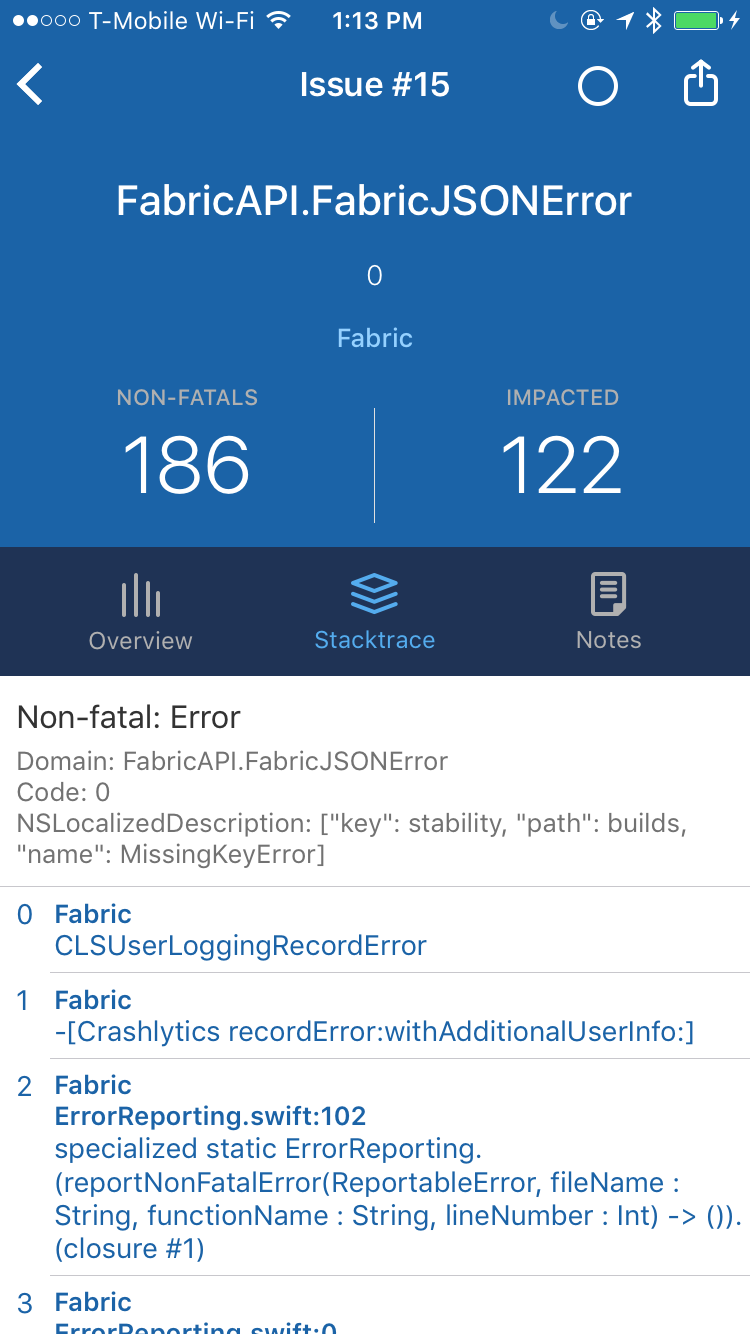 T-Mobile Wi-Fi 1:13 PM
Issue #15
FabricAPI.FabricJSONError
0
Fabric
NON-FATALS IMPACTED
186 122
Overview Stacktrace Notes
Non-fatal: Error
Domain: FabricAPI.FabricJSONError
Code: 0
NSLocalizedDescription: ["key": stability, "path": builds,
"name": MissingKeyError]
0 Fabric
CLSUserLoggingRecordError
1 Fabric
-[Crashlytics recordError:withAdditionalUserInfo:]
2 Fabric
ErrorReporting.swift:102
specialized static ErrorReporting.
(reportNonFatalError(ReportableError, fileName :
String, functionName : String, lineNumber : Int) -> ()).
(closure #1)
3 Fabric
ErrorReporting.swift:0